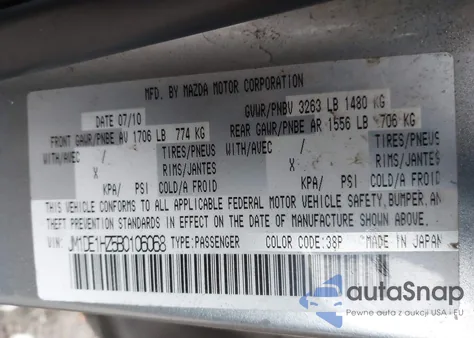 MFD. BY MAZDA MOTOR CORPORATION
DATE 07/10
GVWR/PNBV 3263 LB 1480 KG
FRONT GAWR/PNBE AV 1706 LB 774 KG
REAR GAWR/PNBE AR 1556 LB 706 KG
WITH/AVEC / TIRES/PNEUS
WITH/AVEC / TIRES/PNEUS
X
X
/ RIMS/JANTES
KPA/ PSI COLD/A FROID
KPA/ PSI COLD/A FROID
THIS VEHICLE CONFORMS TO ALL APPLICABLE FEDERAL MOTOR VEHICLE SAFETY, BUMPER, AND
THEFT PREVENTION STANDARDS IN EFFECT ON THE DATE OF MANUFACTURE SHOWN ABOVE.
VIN: JM1DE1HZ5B0106068 TYPE:PASSENGER COLOR CODE:38P MADE IN JAPAN
autoSnap
Pewne auta z aukcji USA i